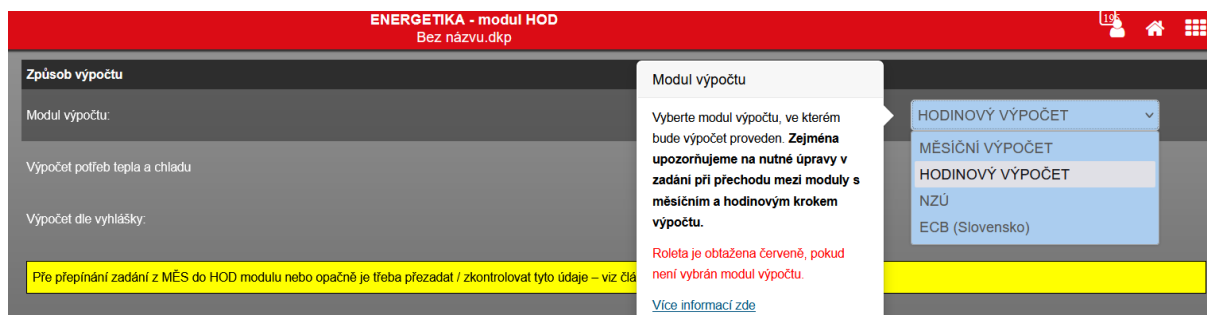 ENERGETIKA - modul HOD
Bez názvu.dkp
195
Způsob výpočtu
Modul výpočtu:
Výpočet potřeb tepla a chladu
Výpočet dle vyhlášky:
Pře přepínání zadání z MĚS do HOD modulu nebo opačně je třeba přezadat / zkontrolovat tyto údaje – viz člá
Modul výpočtu
Vyberte modul výpočtu, ve kterém
bude výpočet proveden. Zejména
upozorňujeme na nutné úpravy v
zadání při přechodu mezi moduly s
měsíčním a hodinovým krokem
výpočtu.
Roleta je obtažena červeně, pokud
není vybrán modul výpočtu.
Více informací zde
HODINOVÝ VÝPOČET
MĚSÍČNÍ VÝPOČET
HODINOVÝ VÝPOČET
NZÚ
ECB (Slovensko)